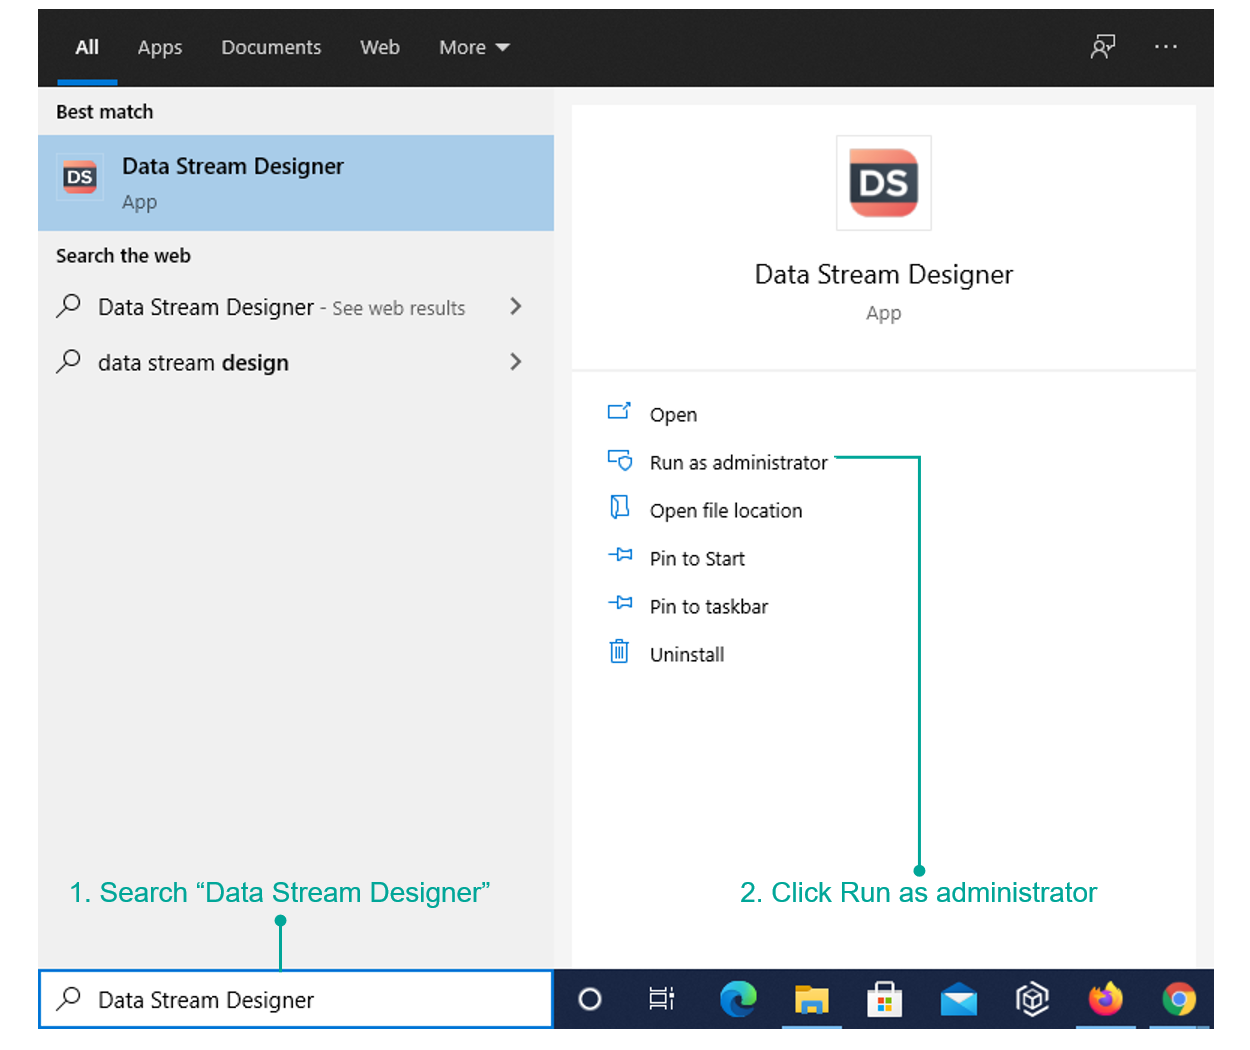 All Apps Documents Web More
Best match
DS
Data Stream Designer
App
Search the web
Data Stream Designer - See web results
data stream design
DS
Data Stream Designer
App
Open
Run as administrator
Open file location
Pin to Start
Pin to taskbar
Uninstall
1. Search “Data Stream Designer”
2. Click Run as administrator
Data Stream Designer